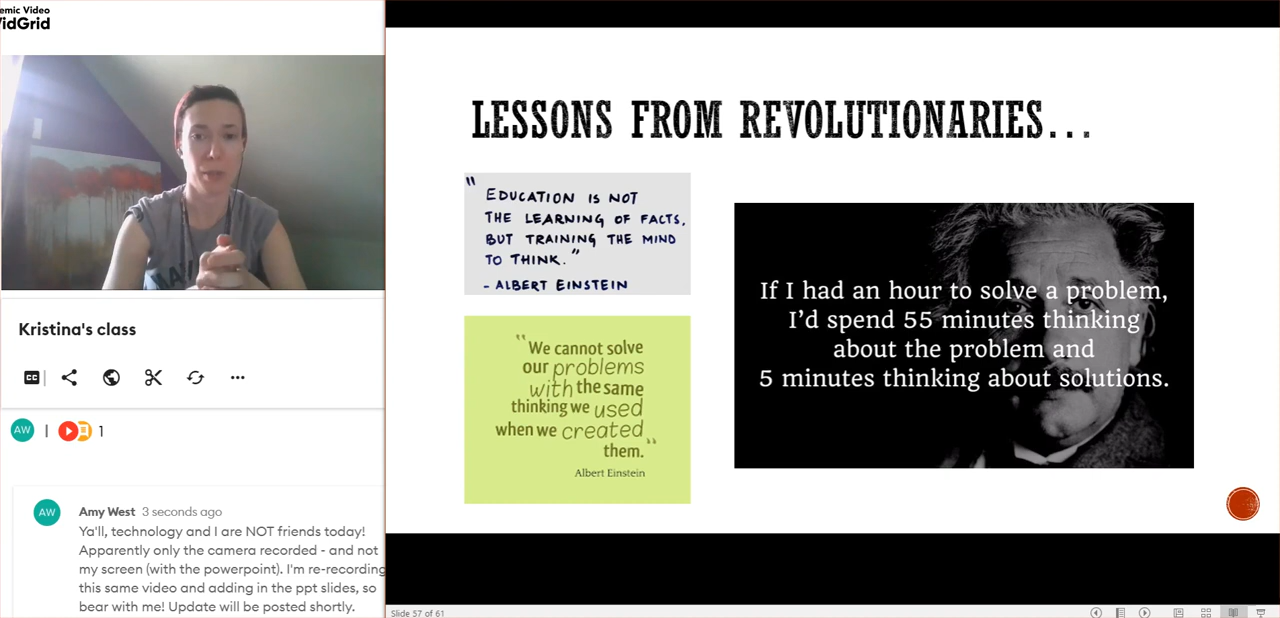 emic Video
VidGrid
Kristina's class
CC
AW
1
AW
Amy West 3 seconds ago
Ya'll, technology and I are NOT friends today!
Apparently only the camera recorded - and not
my screen (with the powerpoint). I'm re-recording
this same video and adding in the ppt slides, so
bear with me! Update will be posted shortly.
LESSONS FROM REVOLUTIONARIES...
"EDUCATION IS NOT
THE LEARNING OF FACTS,
BUT TRAINING THE MIND
TO THINK."
- ALBERT EINSTEIN
"We cannot solve
our problems
with the same
thinking we used
when we created
them."
Albert Einstein
If I had an hour to solve a problem,
I'd spend 55 minutes thinking
about the problem and
5 minutes thinking about solutions.
Slide 57 of 61